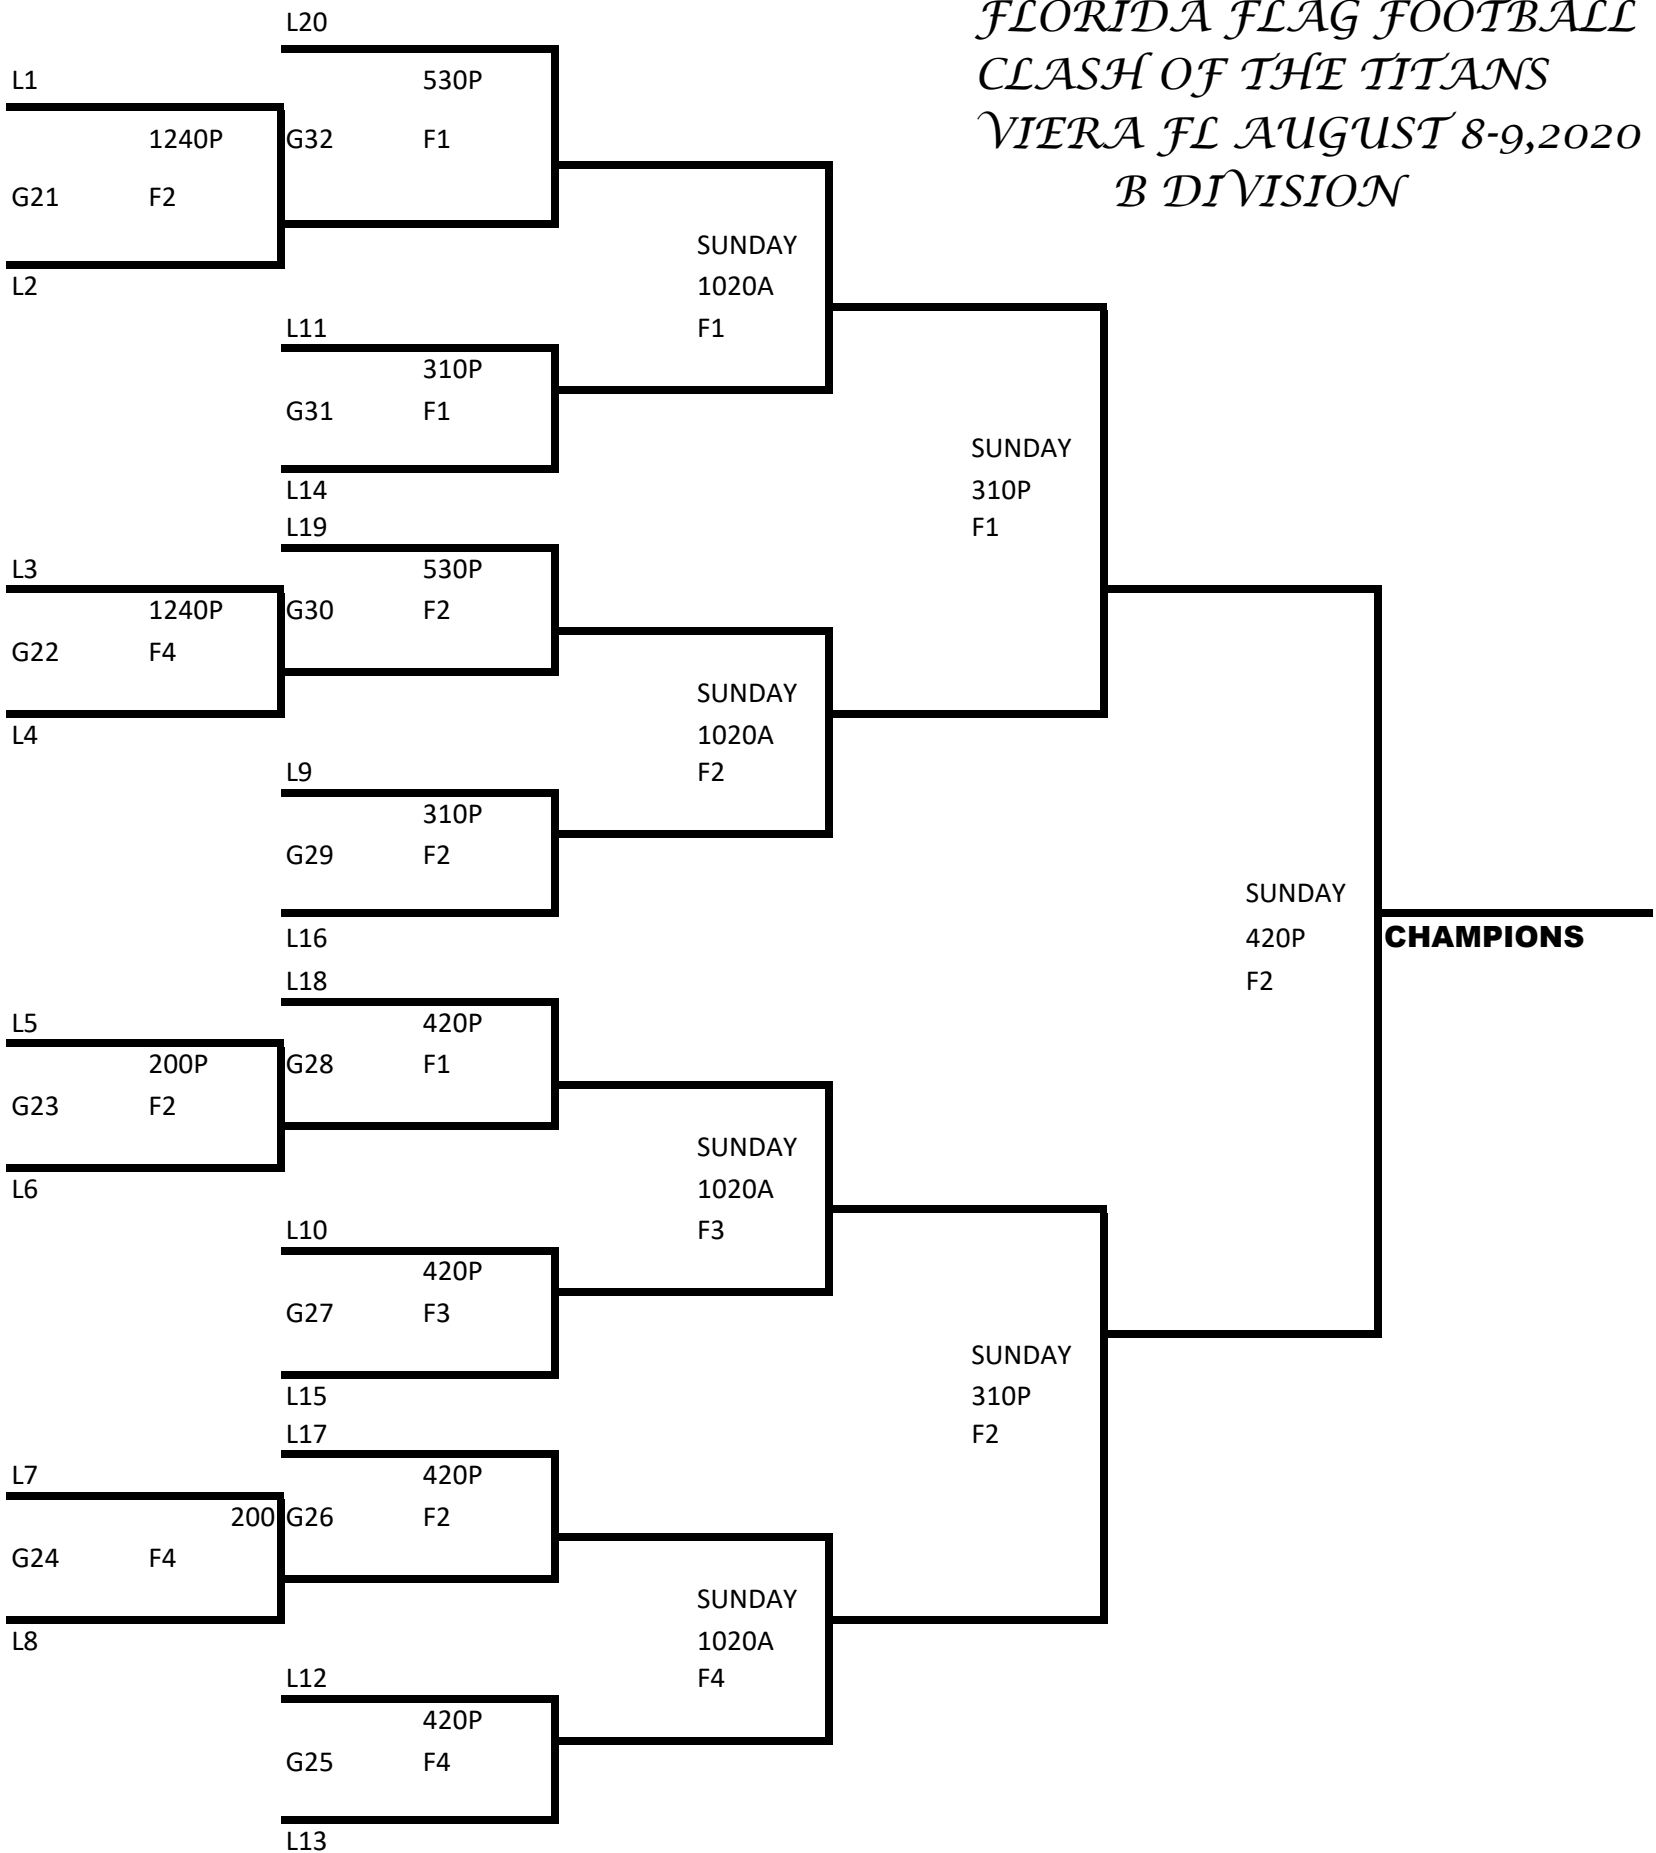 FLORIDA FLAG FOOTBALL
CLASH OF THE TITANS
VIERA FL AUGUST 8-9,2020
B DIVISION
L20
L1
530P
1240P
G32
F1
G21
F2
SUNDAY
L2
1020A
L11
F1
310P
G31
F1
SUNDAY
L14
310P
L19
F1
L3
530P
1240P
G30
F2
G22
F4
SUNDAY
L4
1020A
L9
F2
310P
G29
F2
SUNDAY
L16
420P
CHAMPIONS
L18
F2
L5
420P
200P
G28
F1
G23
F2
SUNDAY
L6
1020A
L10
F3
420P
G27
F3
SUNDAY
L15
310P
L17
F2
L7
420P
200
G26
F2
G24
F4
SUNDAY
L8
1020A
L12
F4
420P
G25
F4
L13